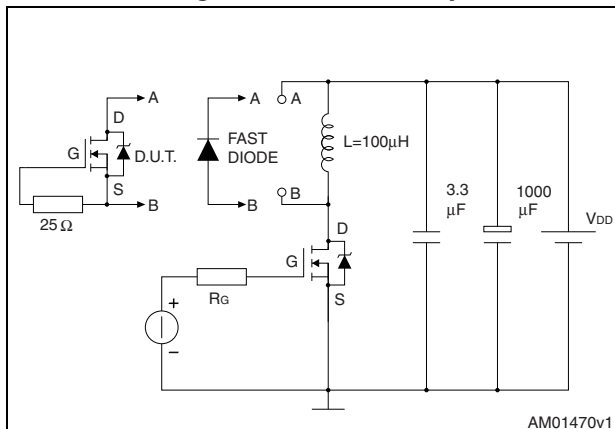 A
D
G
D.U.T.
S
B
25 Ω
A
FAST
DIODE
B
A
L=100µH
B
D
G
S
RG
+
–
3.3
µF
1000
µF
VDD
AM01470v1